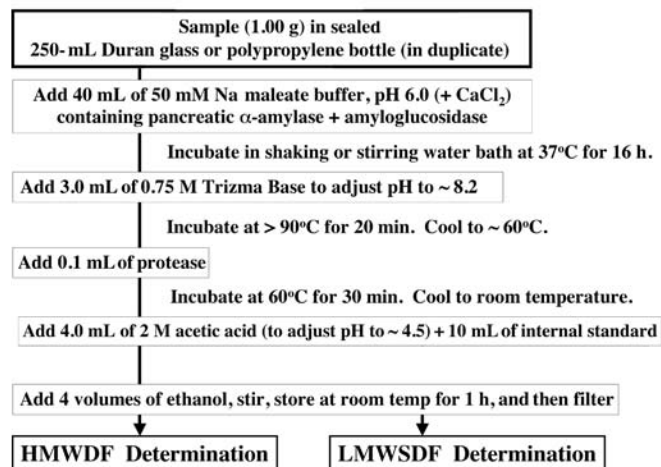 Sample (1.00 g) in sealed
250- mL Duran glass or polypropylene bottle (in duplicate)
Add 40 mL of 50 mM Na maleate buffer, pH 6.0 (+ CaCl₂)
containing pancreatic α-amylase + amyloglucosidase
Incubate in shaking or stirring water bath at 37°C for 16 h.
Add 3.0 mL of 0.75 M Trizma Base to adjust pH to ~ 8.2
Incubate at > 90°C for 20 min. Cool to ~ 60°C.
Add 0.1 mL of protease
Incubate at 60°C for 30 min. Cool to room temperature.
Add 4.0 mL of 2 M acetic acid (to adjust pH to ~ 4.5) + 10 mL of internal standard
Add 4 volumes of ethanol, stir, store at room temp for 1 h, and then filter
HMWDF Determination
LMWSDF Determination